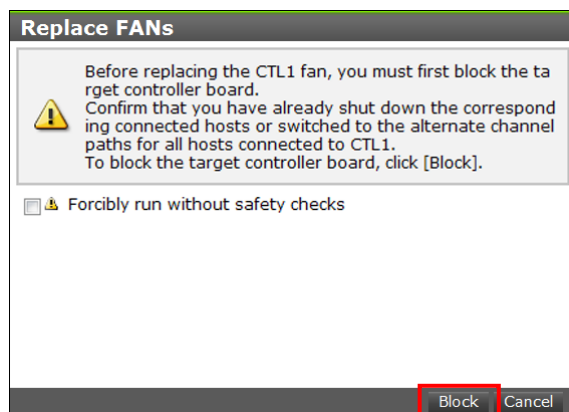 Replace FANs
Before replacing the CTL1 fan, you must first block the ta
rget controller board.
Confirm that you have already shut down the correspond
ing connected hosts or switched to the alternate channel
paths for all hosts connected to CTL1.
To block the target controller board, click [Block].
Forcibly run without safety checks
Block Cancel